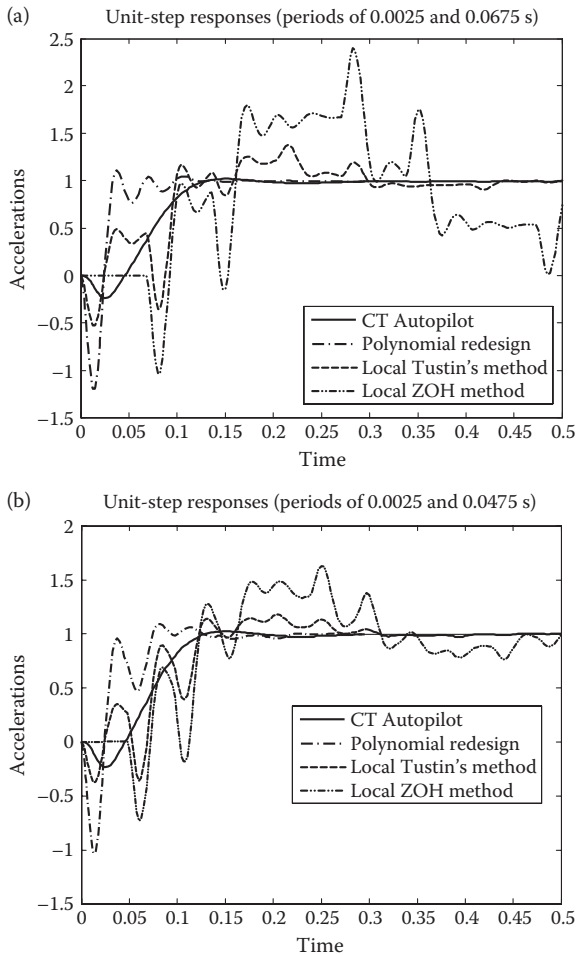 (a)
Unit-step responses (periods of 0.0025 and 0.0675 s)
2.5
2
1.5
1
0.5
0
−0.5
−1
−1.5
Accelerations
CT Autopilot
Polynomial redesign
Local Tustin’s method
Local ZOH method
0 0.05 0.1 0.15 0.2 0.25 0.3 0.35 0.4 0.45 0.5
Time
(b)
Unit-step responses (periods of 0.0025 and 0.0475 s)
2
1.5
1
0.5
0
−0.5
−1
−1.5
Accelerations
CT Autopilot
Polynomial redesign
Local Tustin’s method
Local ZOH method
0 0.05 0.1 0.15 0.2 0.25 0.3 0.35 0.4 0.45 0.5
Time